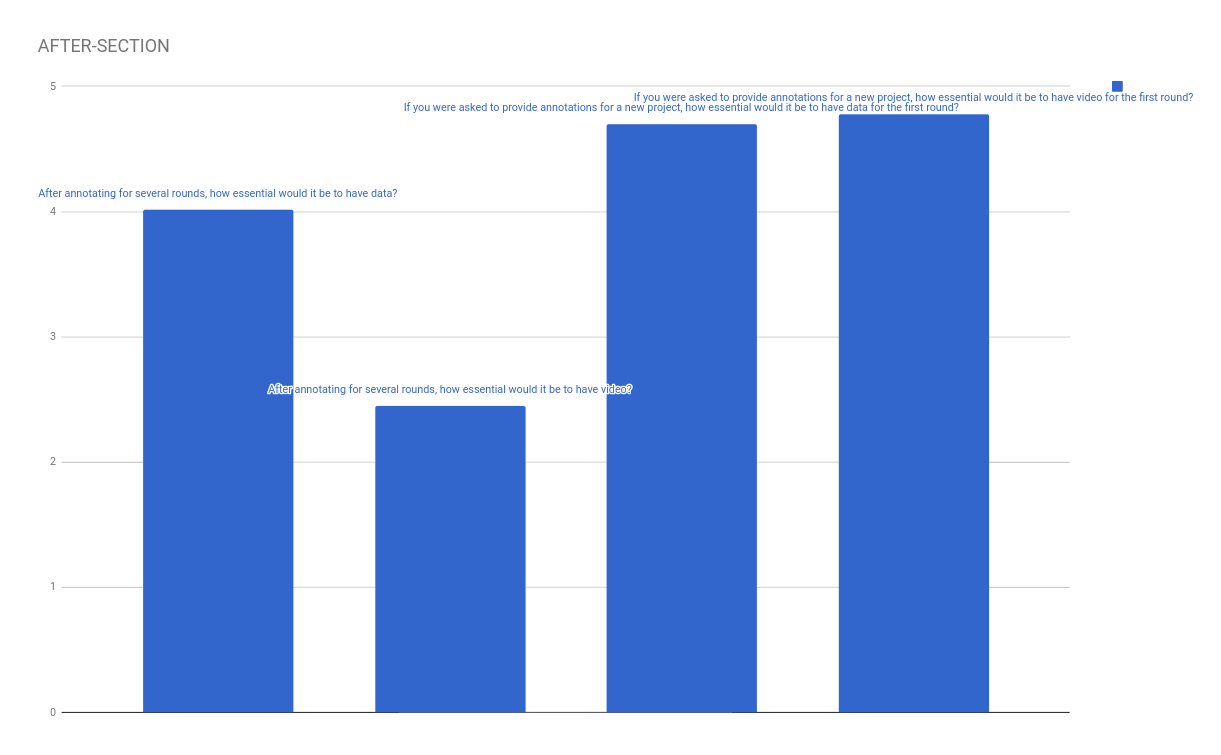 AFTER-SECTION
5
If you were asked to provide annotations for a new project, how essential would it be to have video for the first round?
If you were asked to provide annotations for a new project, how essential would it be to have data for the first round?
After annotating for several rounds, how essential would it be to have data?
4
3
After annotating for several rounds, how essential would it be to have video?
2
1
0